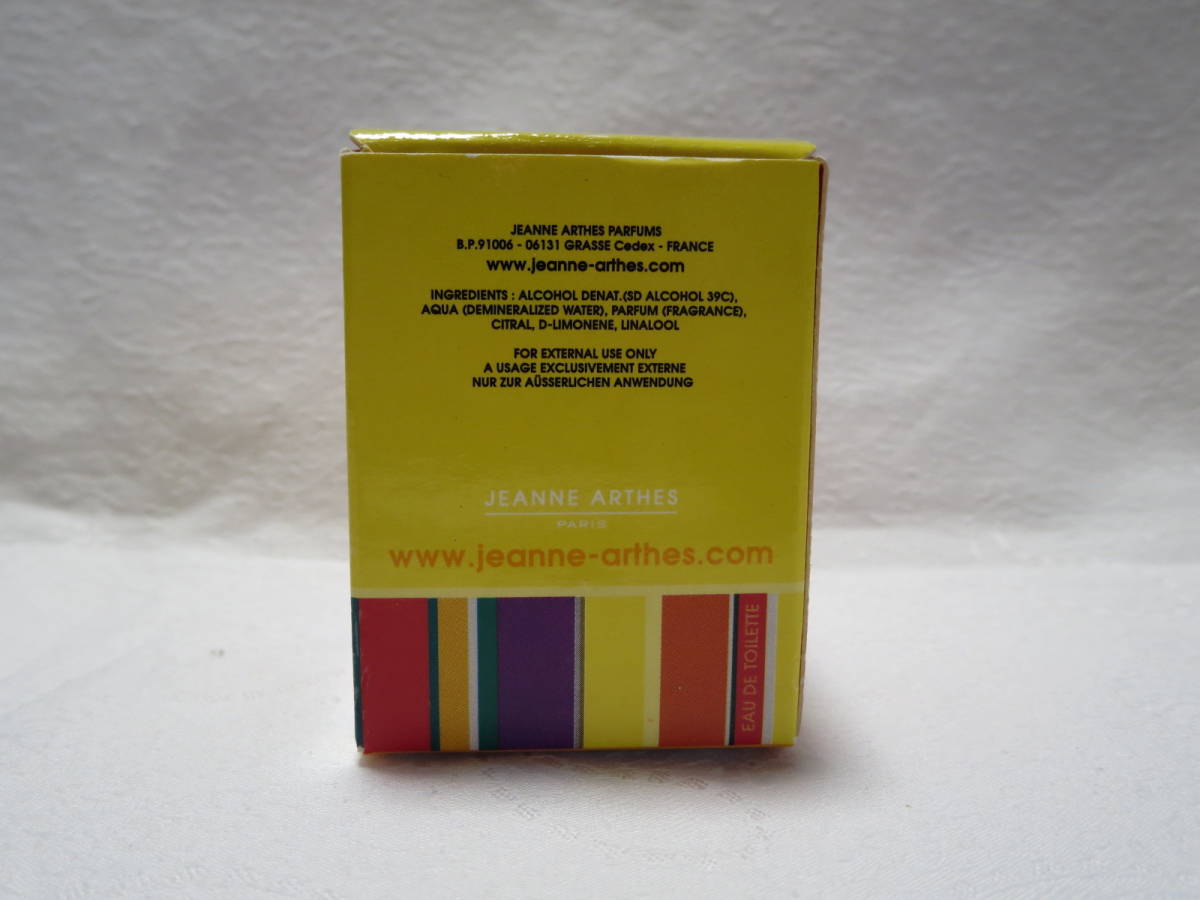 JEANNE ARTHES PARFUMS
B.P.91006 - 06131 GRASSE Cedex - FRANCE
www.jeanne-arthes.com
INGREDIENTS : ALCOHOL DENAT.(SD ALCOHOL 39C),
AQUA (DEMINERALIZED WATER), PARFUM (FRAGRANCE),
CITRAL, D-LIMONENE, LINALOOL
FOR EXTERNAL USE ONLY
A USAGE EXCLUSIVEMENT EXTERNE
NUR ZUR AÜSSERLICHEN ANWENDUNG
JEANNE ARTHES
PARIS
www.jeanne-arthes.com
EAU DE TOILETTE